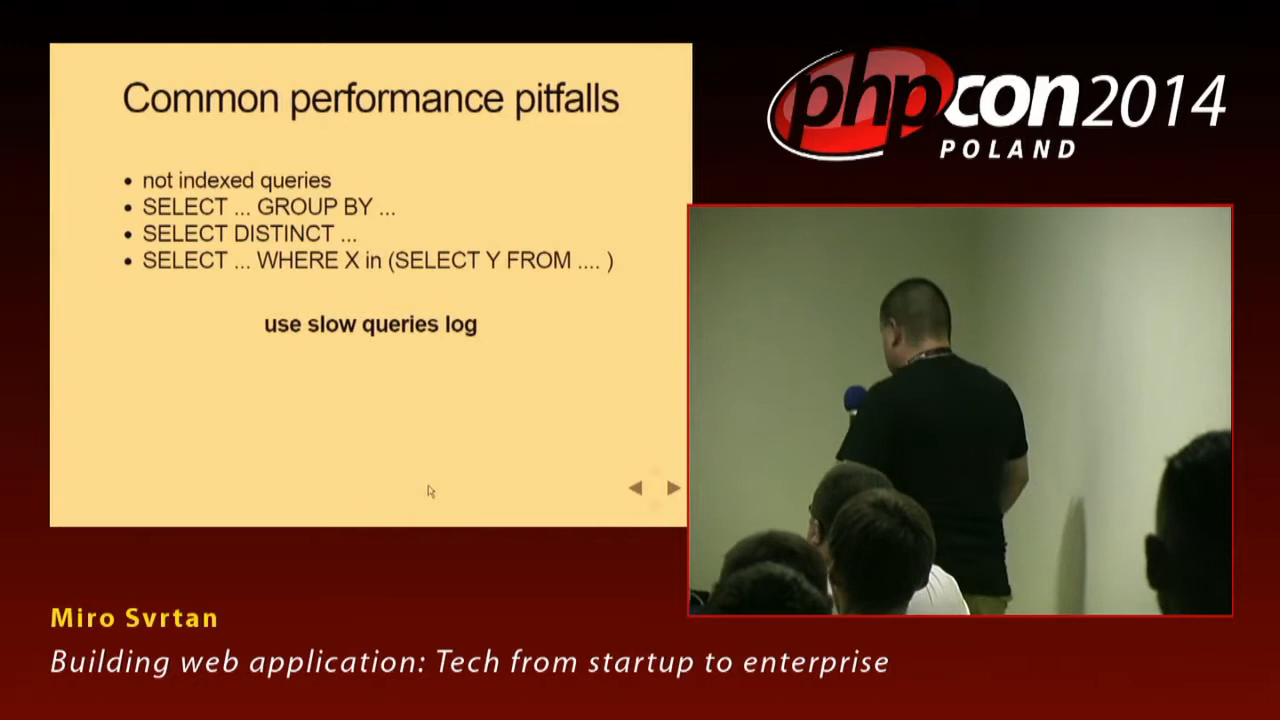 Common performance pitfalls
• not indexed queries
• SELECT ... GROUP BY ...
• SELECT DISTINCT ...
• SELECT ... WHERE X in (SELECT Y FROM .... )
use slow queries log
phpcon2014
POLAND
Miro Svrtan
Building web application: Tech from startup to enterprise